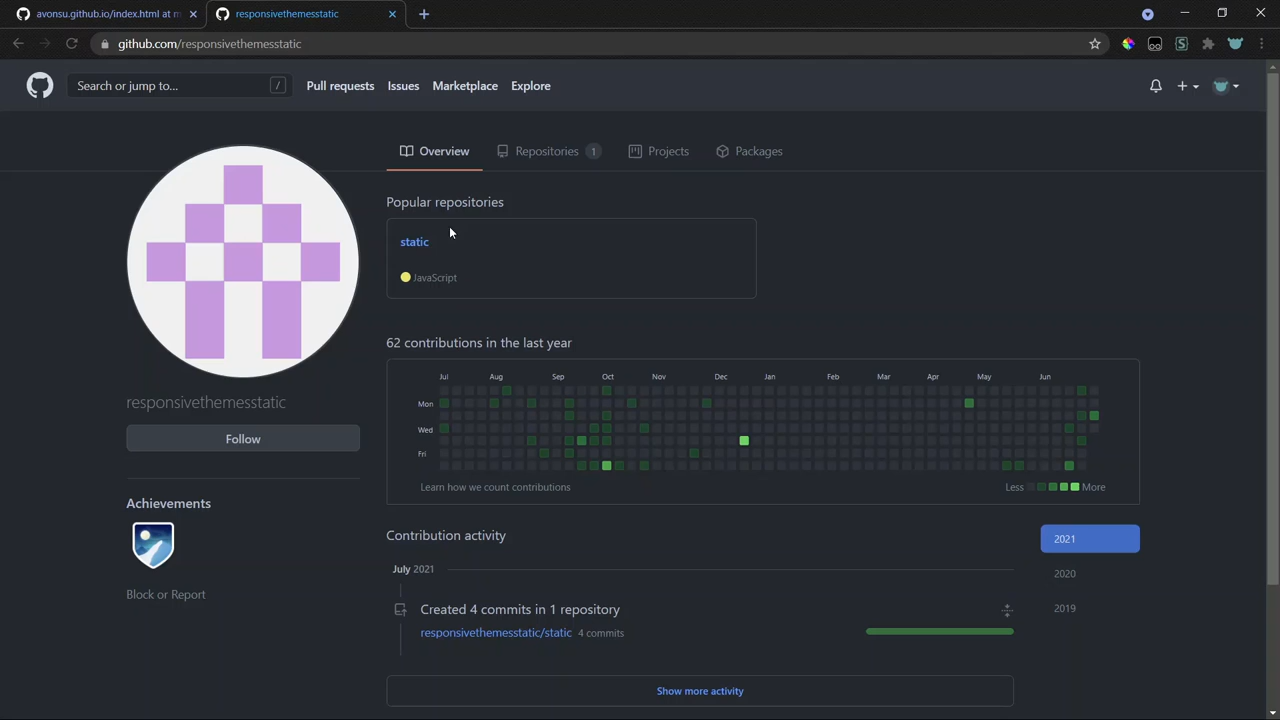 avonsu.github.io/index.html at m
responsivethemesstatic
github.com/responsivethemesstatic
Search or jump to... /
Pull requests Issues Marketplace Explore
Overview Repositories 1 Projects Packages
Popular repositories
static
JavaScript
62 contributions in the last year
Jul Aug Sep Oct Nov Dec Jan Feb Mar Apr May Jun
Mon
Wed
Fri
Learn how we count contributions
Less More
responsivethemesstatic
Follow
Achievements
Block or Report
Contribution activity
2021
2020
2019
July 2021
Created 4 commits in 1 repository
responsivethemesstatic/static 4 commits
Show more activity